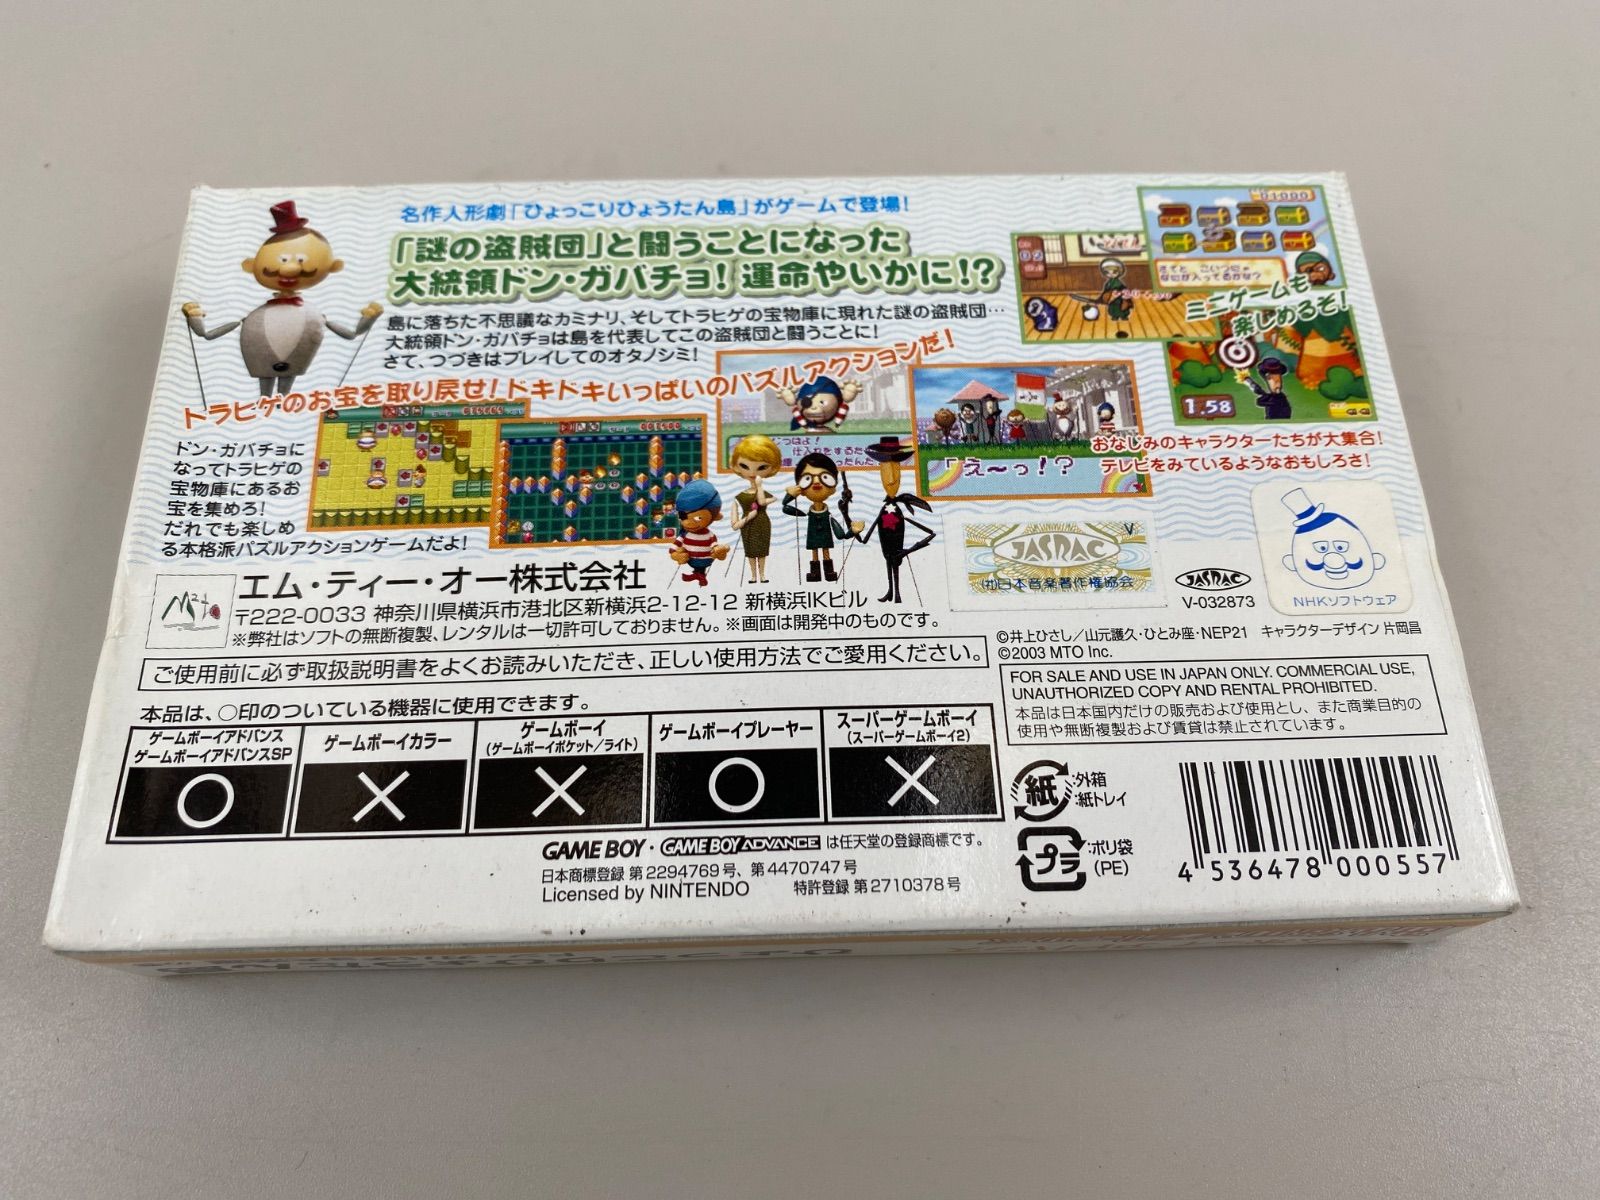 名作人形劇「ひょっこりひょうたん島」がゲームで登場!
「謎の盗賊団」と闘うことになった
大統領ドン・ガバチョ! 運命やいかに!?
島に落ちた不思議なカミナリ、そしてトラヒゲの宝物庫に現れた謎の盗賊団…
大統領ドン・ガバチョは島を代表してこの盗賊団と闘うことに!
さて、つづきはプレイしてのオタノシミ!
トラヒゲのお宝を取り戻せ! ドキドキいっぱいのパズルアクションだ!
ドン・ガバチョに
なってトラヒゲの
宝物庫にあるお
宝を集めろ!
だれでも楽しめ
る本格派パズルアクションゲームだよ!
ミニゲームも
楽しめるぞ!
1.58
「え〜っ!?
おなじみのキャラクターたちが大集合!
テレビをみているようなおもしろさ!
エム・ティー・オー株式会社
〒222-0033 神奈川県横浜市港北区新横浜2-12-12 新横浜IKビル
※弊社はソフトの無断複製、レンタルは一切許可しておりません。※画面は開発中のものです。
ご使用前に必ず取扱説明書をよくお読みいただき、正しい使用方法でご愛用ください。
V
JASRAC
(社)日本音楽著作権協会
JASRAC
V-032873
NHKソフトウェア
©井上ひさし/山元護久・ひとみ座・NEP21 キャラクターデザイン 片岡昌
©2003 MTO Inc.
FOR SALE AND USE IN JAPAN ONLY. COMMERCIAL USE,
UNAUTHORIZED COPY AND RENTAL PROHIBITED.
本品は日本国内だけの販売および使用とし、また商業目的の
使用や無断複製および賃貸は禁止されています。
本品は、○印のついている機器に使用できます。
ゲームボーイアドバンス
ゲームボーイアドバンスSP
○
ゲームボーイカラー
×
ゲームボーイ
(ゲームボーイポケット/ライト)
×
ゲームボーイプレーヤー
○
スーパーゲームボーイ
(スーパーゲームボーイ2)
×
GAME BOY・GAME BOY ADVANCE は任天堂の登録商標です。
日本商標登録 第2294769号、第4470747号
Licensed by NINTENDO 特許登録 第2710378号
紙 :外箱
:紙トレイ
プラ :ポリ袋
(PE)
4 536478 000557